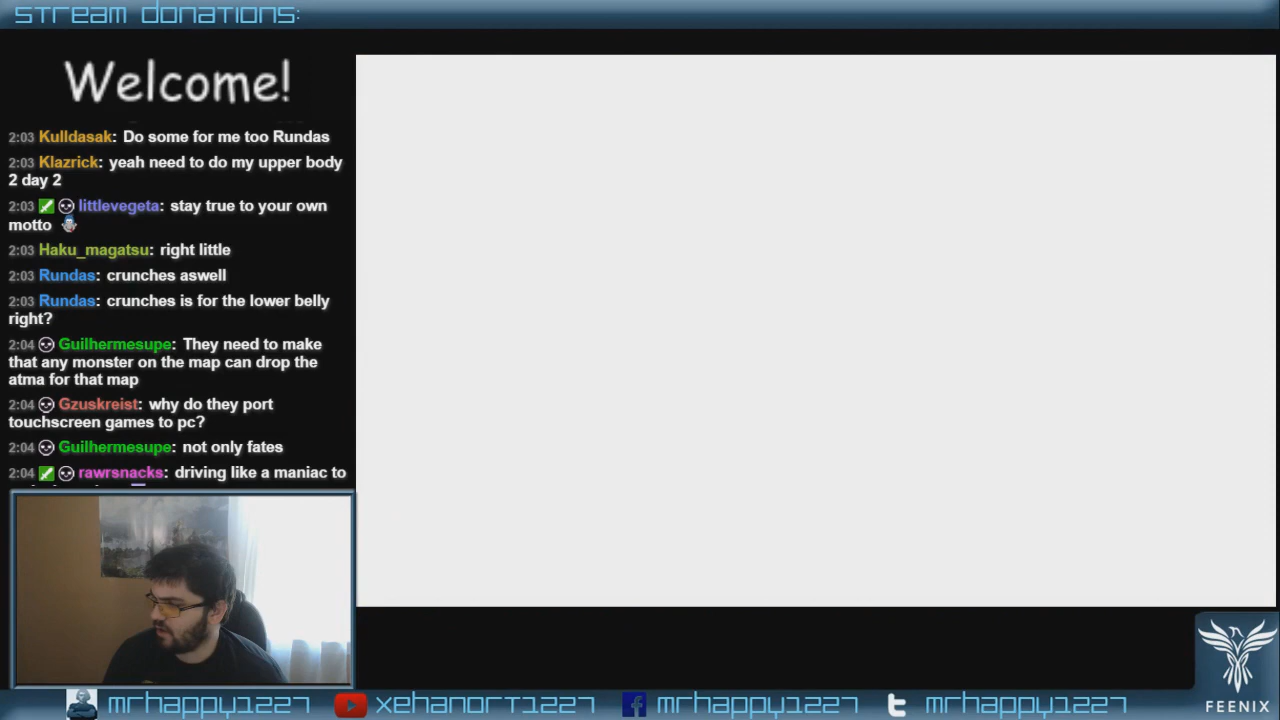 STREAM DONATIONS:
Welcome!
2:03 Kulldasak: Do some for me too Rundas
2:03 Klazrick: yeah need to do my upper body
2 day 2
2:03 littlevegeta: stay true to your own
motto
Haku_magatsu: right little
2:03 Rundas: crunches aswell
2:03 Rundas: crunches is for the lower belly
right?
2:04 Guilhermesupe: They need to make
that any monster on the map can drop the
atma for that map
2:04 Gzuskreist: why do they port
touchscreen games to pc?
2:04 Guilhermesupe: not only fates
2:04 rawrsnacks: driving like a maniac to
mrhappy1227 xehanort1227 mrhappy1227 mrhappy1227
FEENIX